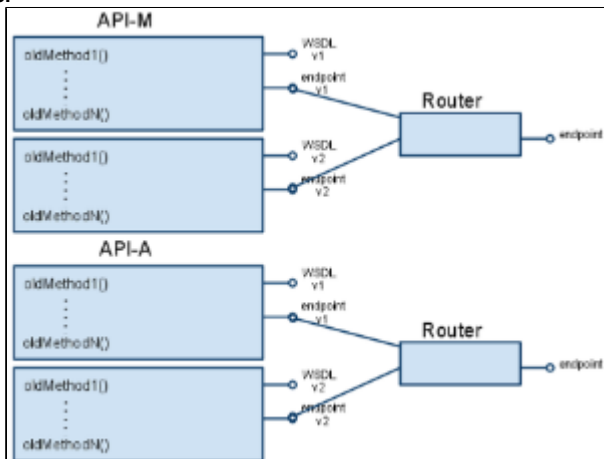 API-M
oldMethod1()
oldMethodN()
WSDL
v1
endpoint
v1
oldMethod1()
oldMethodN()
WSDL
v2
endpoint
v2
Router
endpoint
API-A
oldMethod1()
oldMethodN()
WSDL
v1
endpoint
v1
oldMethod1()
oldMethodN()
WSDL
v2
endpoint
v2
Router
endpoint